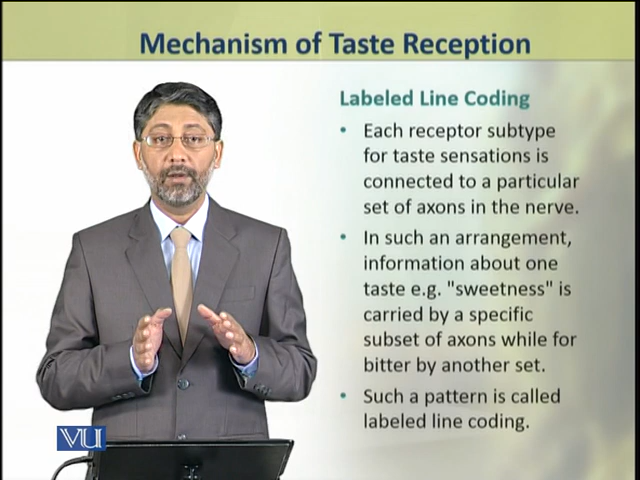 Mechanism of Taste Reception
Labeled Line Coding
• Each receptor subtype
for taste sensations is
connected to a particular
set of axons in the nerve.
• In such an arrangement,
information about one
taste e.g. "sweetness" is
carried by a specific
subset of axons while for
bitter by another set.
• Such a pattern is called
labeled line coding.
VU